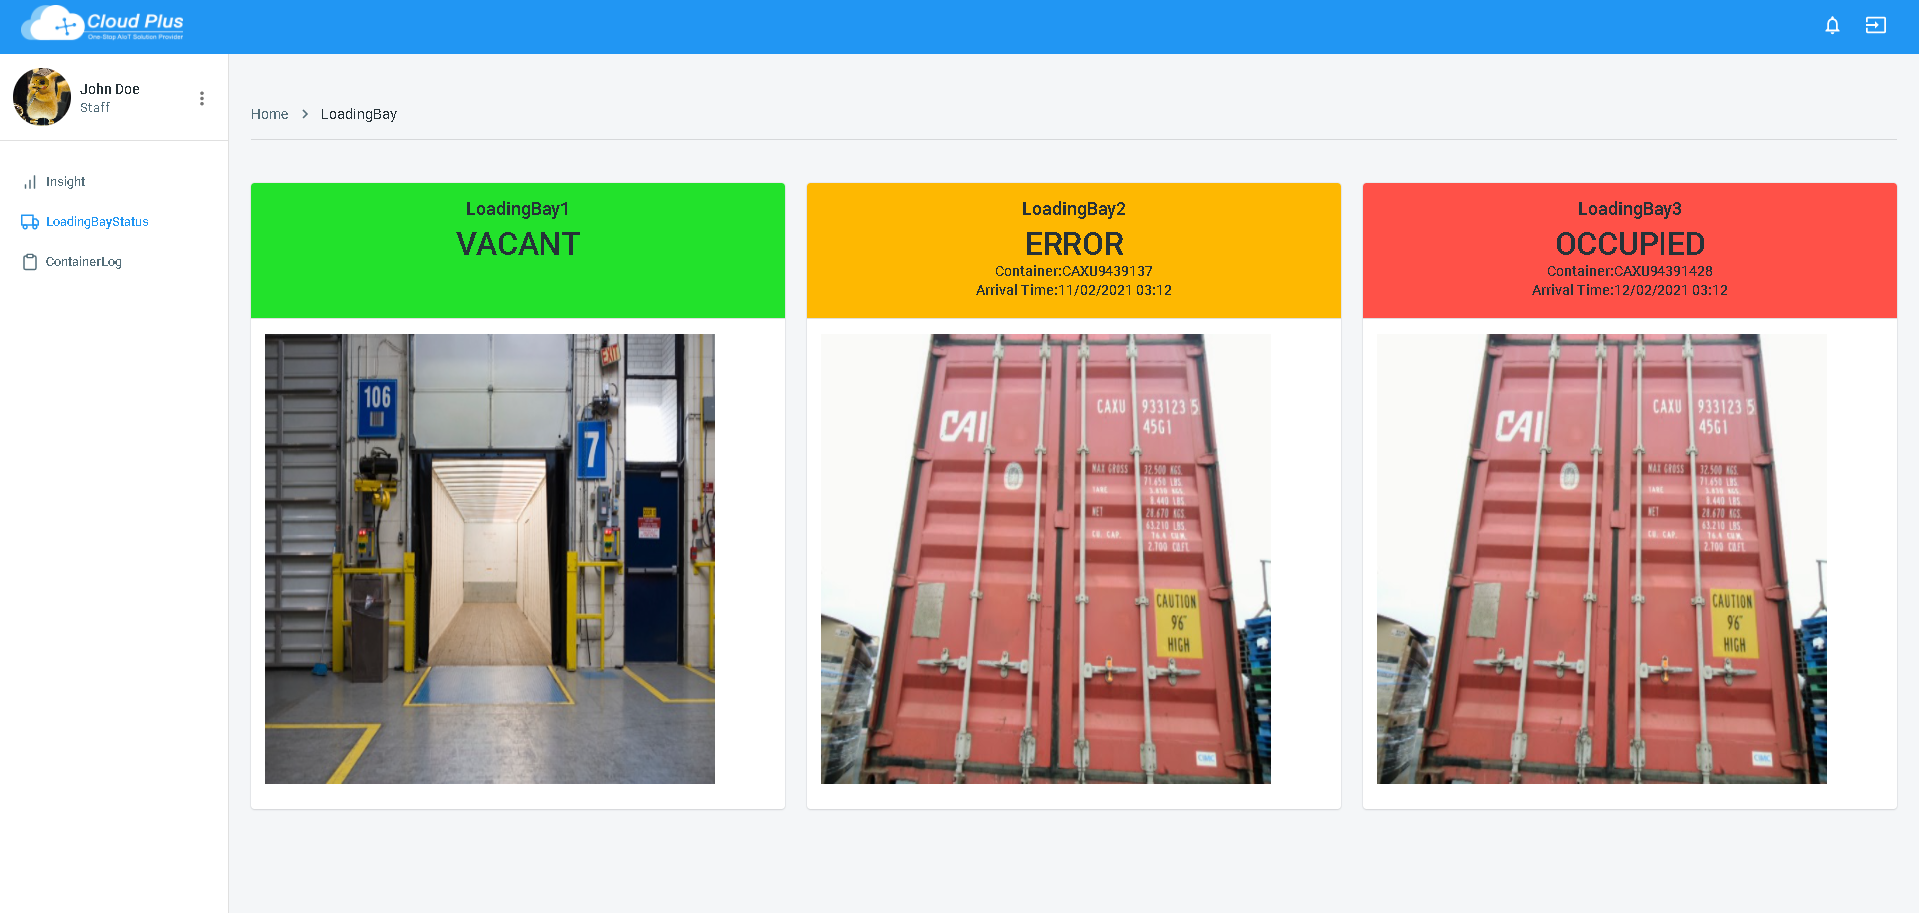 Cloud Plus
One-Stop AIoT Solution Provider
John Doe
Staff
Insight
LoadingBayStatus
ContainerLog
Home > LoadingBay
LoadingBay1
VACANT
EXIT
106
7
LoadingBay2
ERROR
Container:CAXU9439137
Arrival Time:11/02/2021 03:12
CAI
CAXU 933123 5
45G1
MAX GROSS 32.500 KGS.
71.650 LBS.
TARE
8.440 LBS.
NET 28.670 KGS.
63.210 LBS.
CU. CAP. 76.4 CU.M.
2.700 CU.FT.
CAUTION
9'6"
HIGH
LoadingBay3
OCCUPIED
Container:CAXU94391428
Arrival Time:12/02/2021 03:12
CAI
CAXU 933123 5
45G1
MAX GROSS 32.500 KGS.
71.650 LBS.
TARE
8.440 LBS.
NET 28.670 KGS.
63.210 LBS.
CU. CAP. 76.4 CU.M.
2.700 CU.FT.
CAUTION
9'6"
HIGH